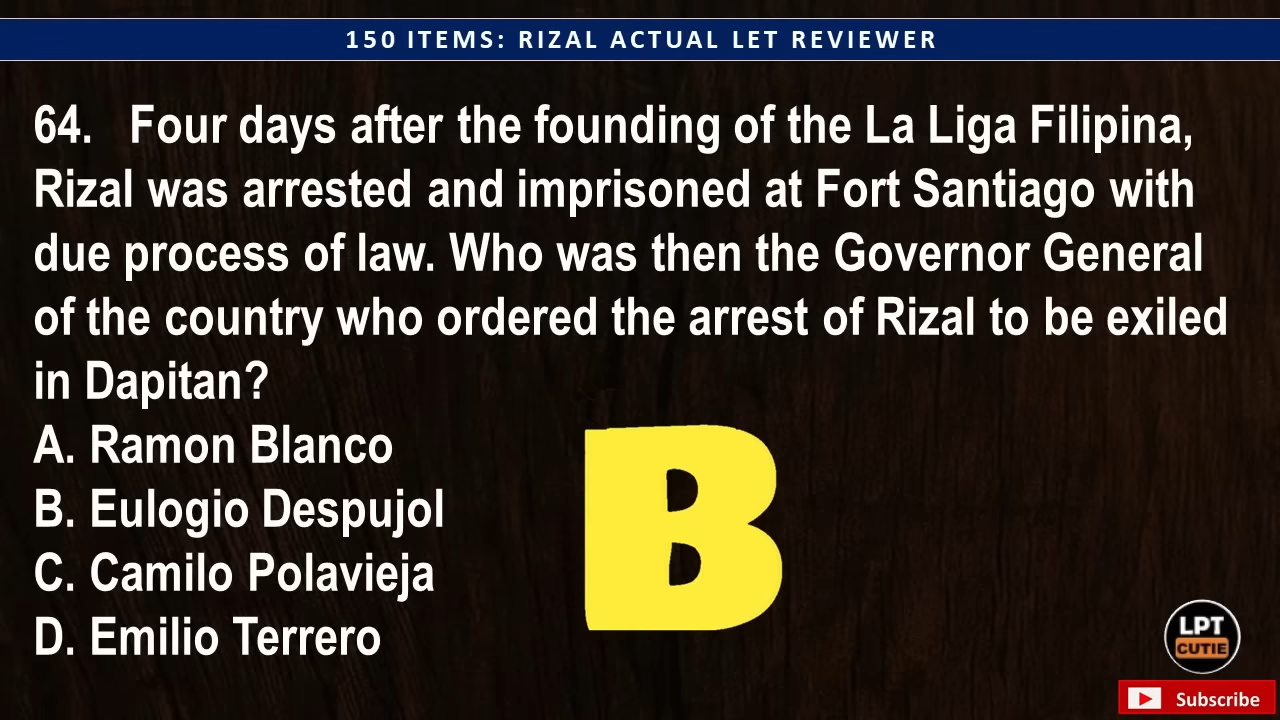 150 ITEMS: RIZAL ACTUAL LET REVIEWER
64. Four days after the founding of the La Liga Filipina,
Rizal was arrested and imprisoned at Fort Santiago with
due process of law. Who was then the Governor General
of the country who ordered the arrest of Rizal to be exiled
in Dapitan?
A. Ramon Blanco
B. Eulogio Despujol
C. Camilo Polavieja
D. Emilio Terrero
B
LPT
CUTIE
Subscribe